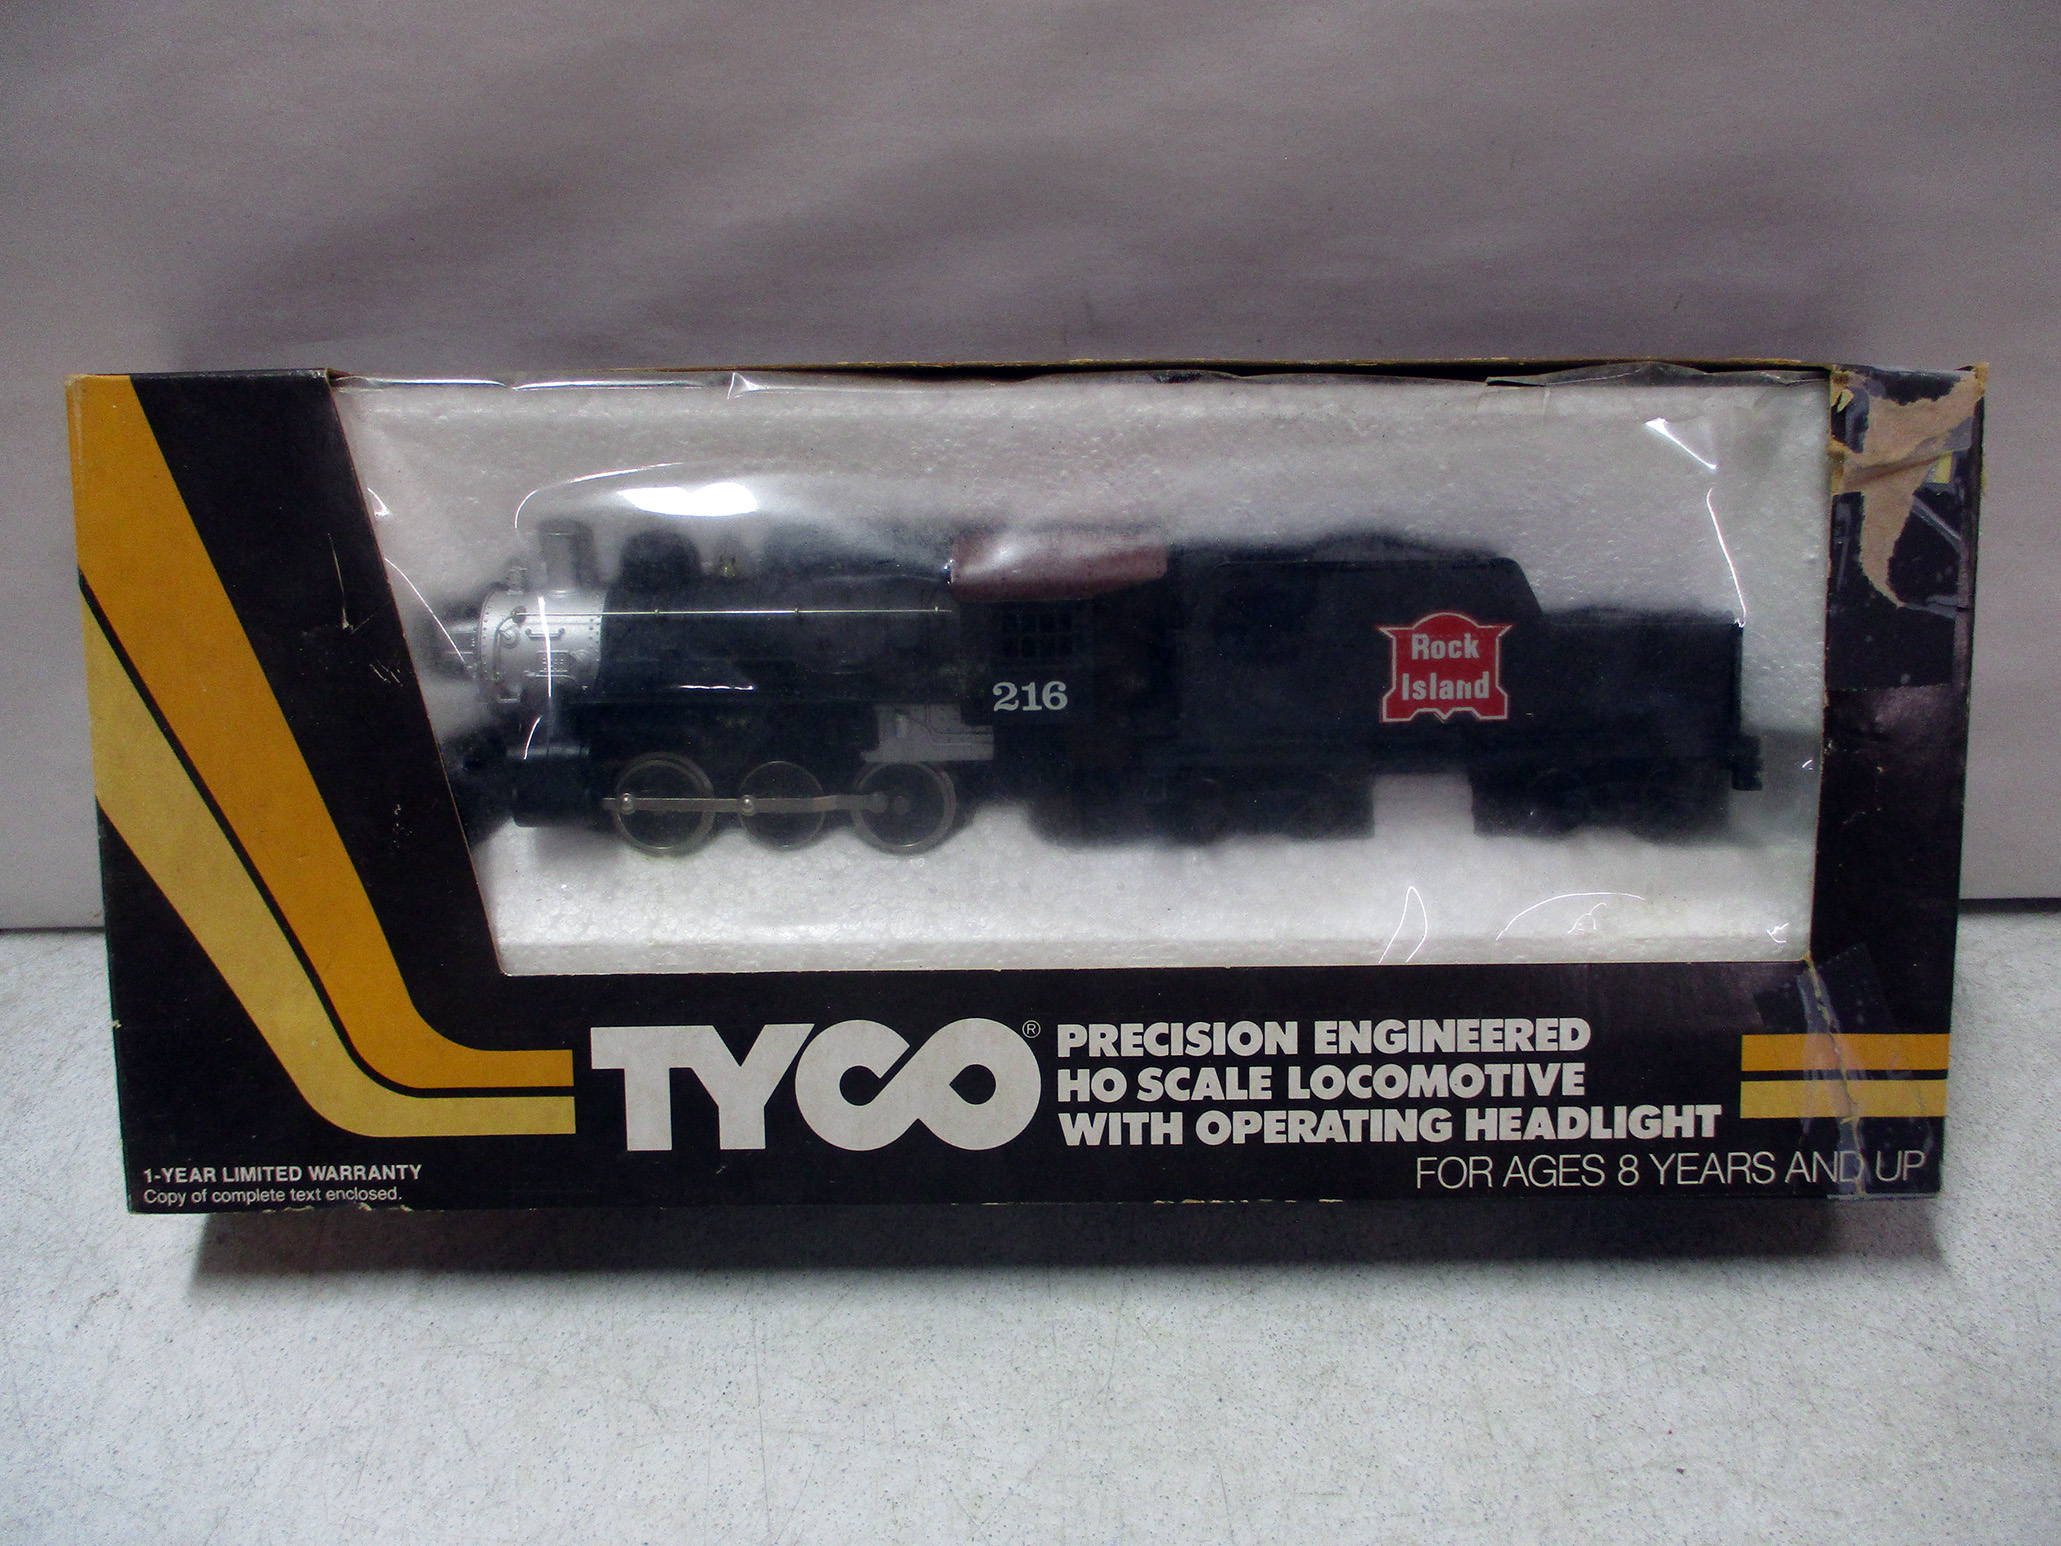 216
Rock
Island
TYCO®
PRECISION ENGINEERED
HO SCALE LOCOMOTIVE
WITH OPERATING HEADLIGHT
FOR AGES 8 YEARS AND UP
1-YEAR LIMITED WARRANTY
Copy of complete text enclosed.